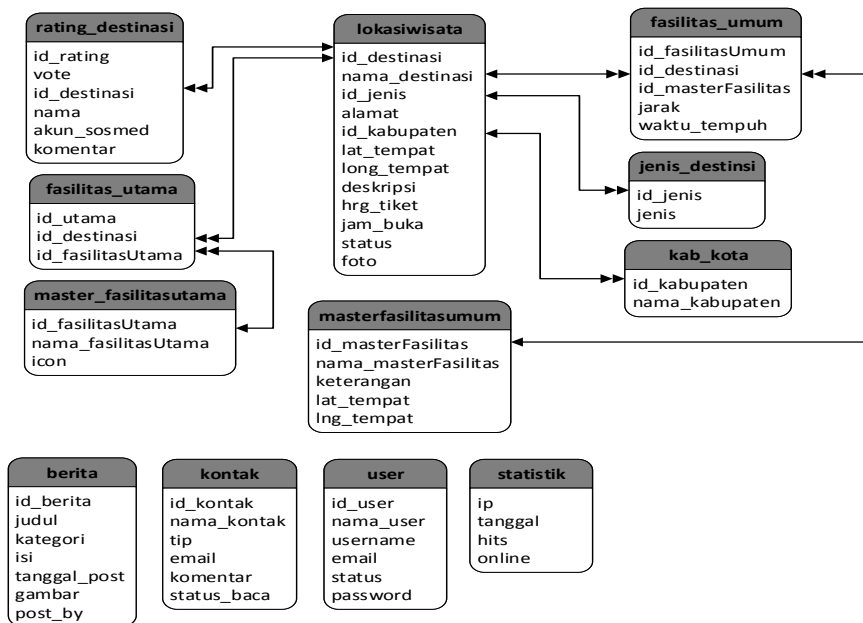 rating_destinasi
id_rating
vote
id_destinasi
nama
akun_sosmed
komentar
lokasiwisata
id_destinasi
nama_destinasi
id_jenis
alamat
id_kabupaten
lat_tempat
long_tempat
deskripsi
hrg_tiket
jam_buka
status
foto
fasilitas_umum
id_fasilitasUmum
id_destinasi
id_masterFasilitas
jarak
waktu_tempuh
fasilitas_utama
id_utama
id_destinasi
id_fasilitasUtama
jenis_destinsi
id_jenis
jenis
kab_kota
id_kabupaten
nama_kabupaten
master_fasilitasutama
id_fasilitasUtama
nama_fasilitasUtama
icon
masterfasilitasumum
id_masterFasilitas
nama_masterFasilitas
keterangan
lat_tempat
lng_tempat
berita
id_berita
judul
kategori
isi
tanggal_post
gambar
post_by
kontak
id_kontak
nama_kontak
tip
email
komentar
status_baca
user
id_user
nama_user
username
email
status
password
statistik
ip
tanggal
hits
online